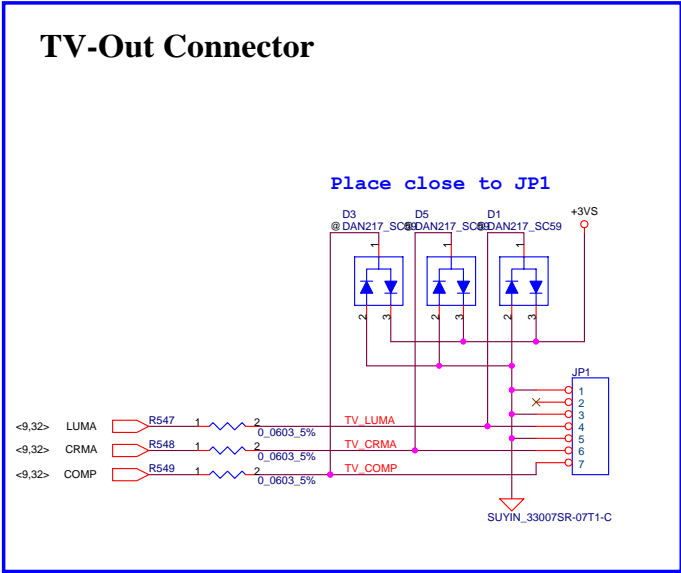 TV-Out Connector
Place close to JP1
D3 D5 D1 +3VS
@ DAN217_SC59 @ DAN217_SC59 @ DAN217_SC59
1 1 1
2 3 2 3 2 3
JP1
1
2
3
<9,32> LUMA R547 1 2 0_0603_5% TV_LUMA 4
5
<9,32> CRMA R548 1 2 0_0603_5% TV_CRMA 6
<9,32> COMP R549 1 2 0_0603_5% TV_COMP 7
SUYIN_33007SR-07T1-C